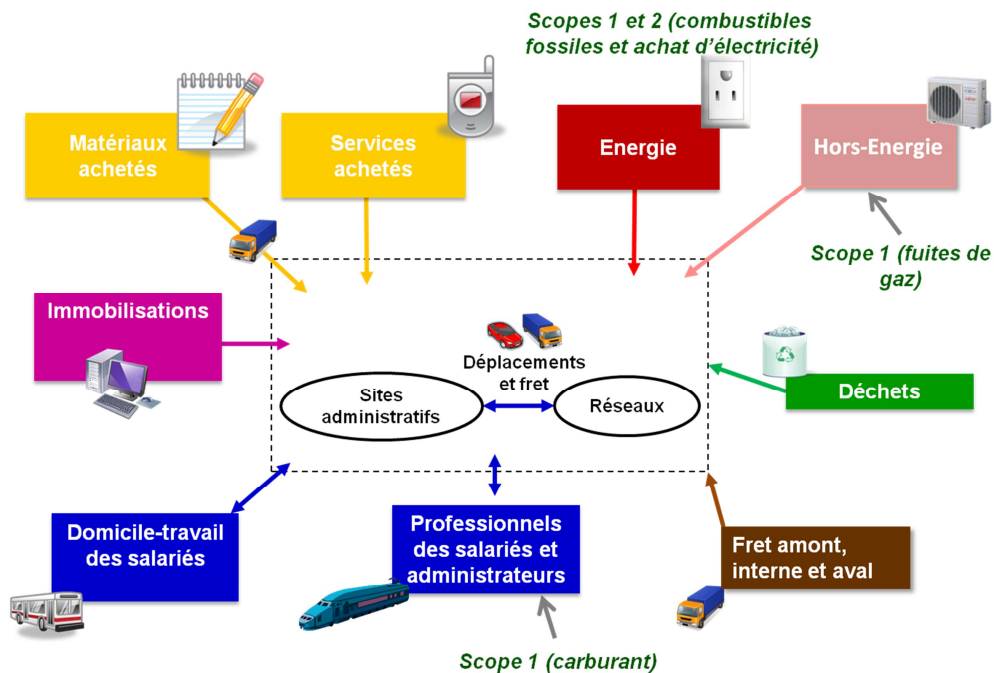 Scopes 1 et 2 (combustibles
fossiles et achat d'électricité)
Matériaux
achetés
Services
achetés
Energie
Hors-Energie
Scope 1 (fuites de
gaz)
Immobilisations
Déplacements
et fret
Sites
administratifs
Réseaux
Déchets
Domicile-travail
des salariés
Professionnels
des salariés et
administrateurs
Fret amont,
interne et aval
Scope 1 (carburant)